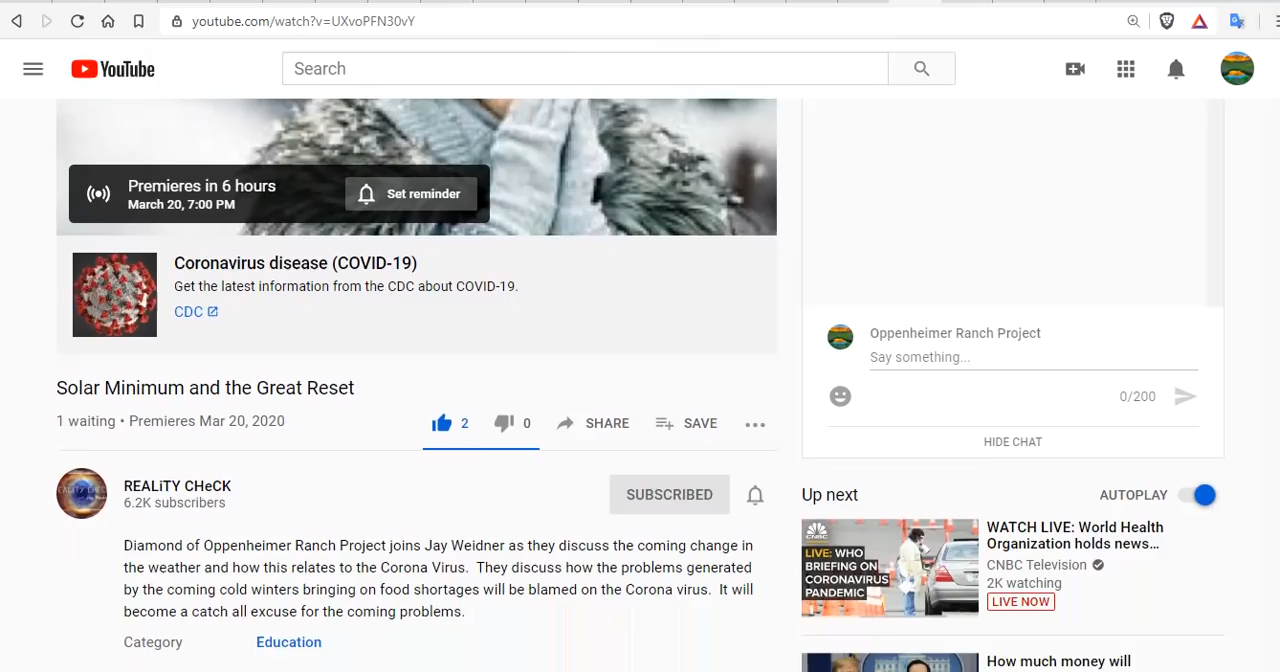 youtube.com/watch?v=UXvoPFN30vY
YouTube
Search
Premieres in 6 hours
March 20, 7:00 PM
Set reminder
Coronavirus disease (COVID-19)
Get the latest information from the CDC about COVID-19.
CDC
Solar Minimum and the Great Reset
1 waiting • Premieres Mar 20, 2020
2
0
SHARE
SAVE
REALiTY CHeCK
6.2K subscribers
SUBSCRIBED
Diamond of Oppenheimer Ranch Project joins Jay Weidner as they discuss the coming change in
the weather and how this relates to the Corona Virus. They discuss how the problems generated
by the coming cold winters bringing on food shortages will be blamed on the Corona virus. It will
become a catch all excuse for the coming problems.
Category
Education
Oppenheimer Ranch Project
Say something...
0/200
HIDE CHAT
Up next
AUTOPLAY
CNBC
LIVE: WHO
BRIEFING ON
CORONAVIRUS
PANDEMIC
WATCH LIVE: World Health
Organization holds news...
CNBC Television
2K watching
LIVE NOW
How much money will